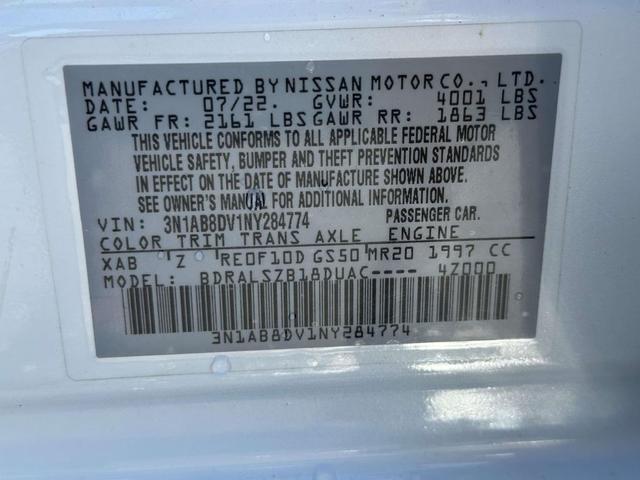 MANUFACTURED BY NISSAN MOTOR CO., LTD.
DATE: 07/22. GVWR: 4001 LBS
GAWR FR: 2161 LBS GAWR RR: 1863 LBS
THIS VEHICLE CONFORMS TO ALL APPLICABLE FEDERAL MOTOR
VEHICLE SAFETY, BUMPER AND THEFT PREVENTION STANDARDS
IN EFFECT ON THE DATE OF MANUFACTURE SHOWN ABOVE.
SEE OWNER'S MANUAL FOR ADDITIONAL INFORMATION.
VIN: 3N1AB8DV1NY284774 PASSENGER CAR.
COLOR TRIM TRANS AXLE ENGINE
XAB Z RE0F10D GS50 MR20 1997 CC
MODEL: BDRALSZB18DUAC---- 4Z000
3N1AB8DV1NY284774